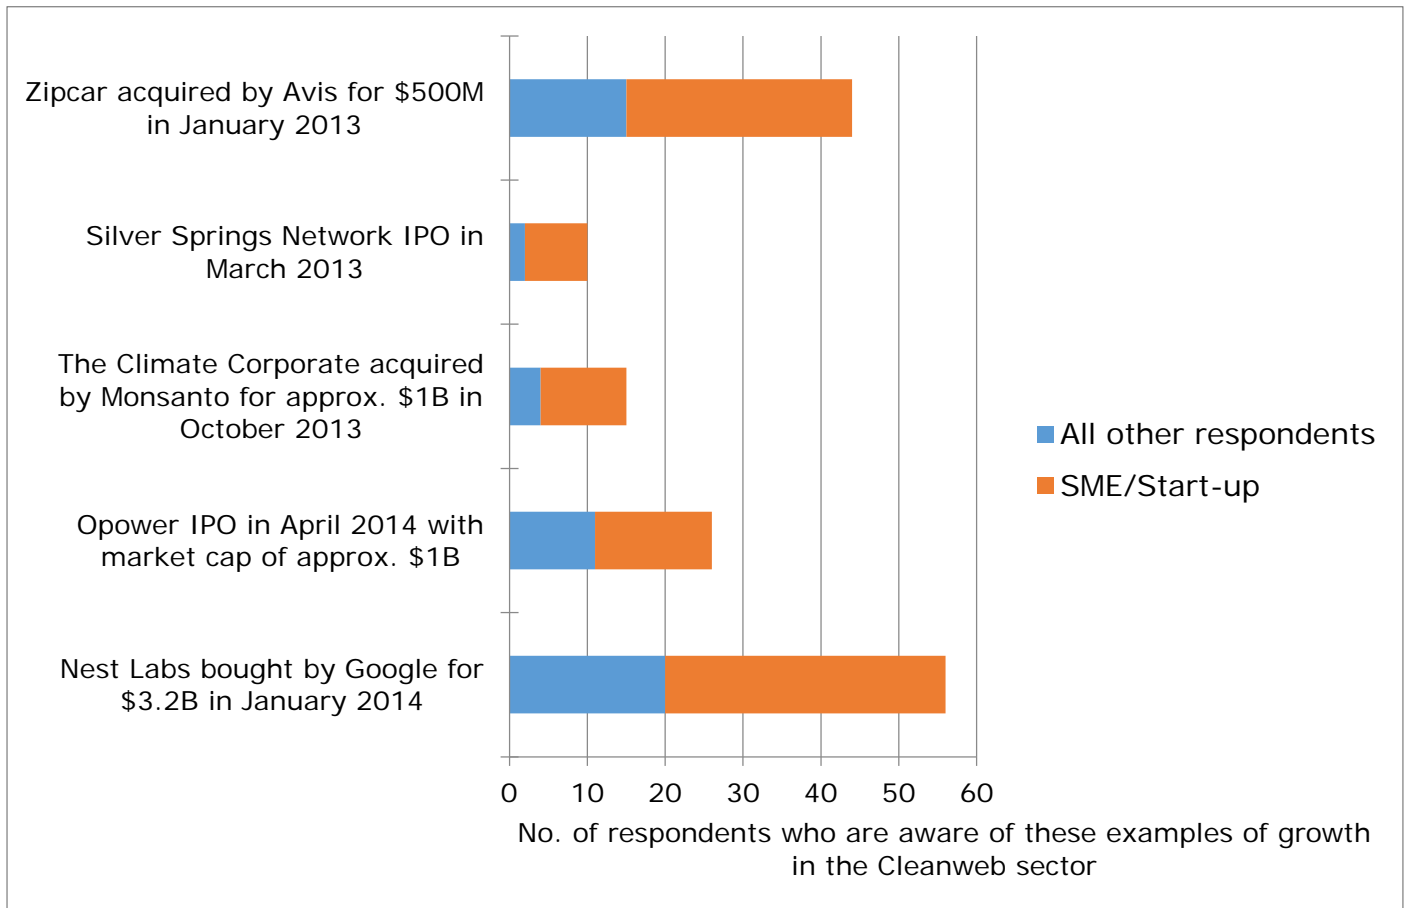 Zipcar acquired by Avis for $500M
in January 2013
Silver Springs Network IPO in
March 2013
The Climate Corporate acquired
by Monsanto for approx. $1B in
October 2013
Opower IPO in April 2014 with
market cap of approx. $1B
Nest Labs bought by Google for
$3.2B in January 2014
0 10 20 30 40 50 60
No. of respondents who are aware of these examples of growth
in the Cleanweb sector
All other respondents
SME/Start-up